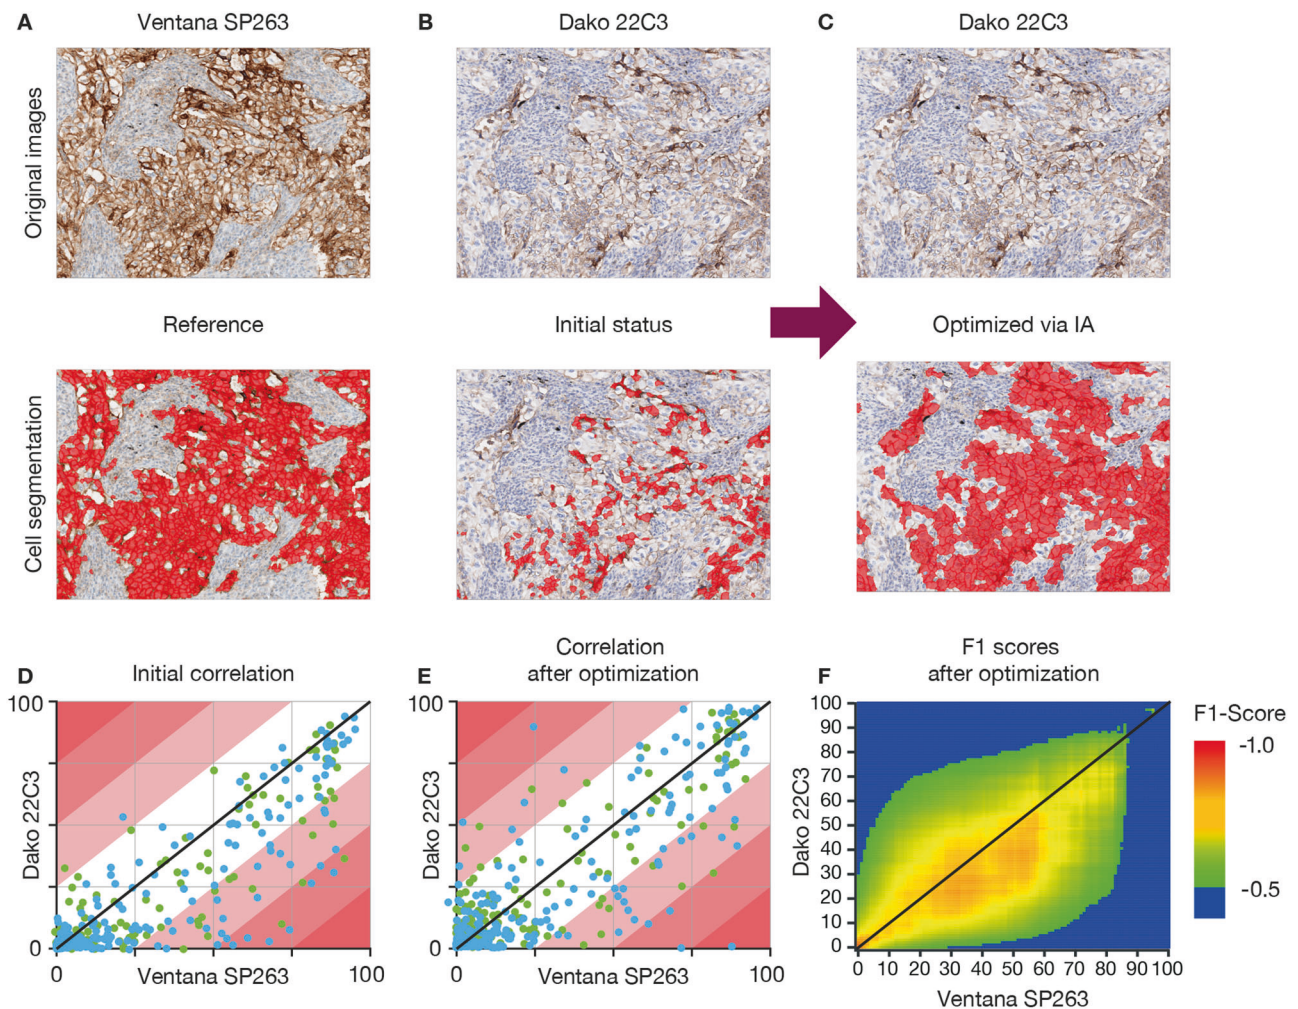 A Ventana SP263
B Dako 22C3
C Dako 22C3
Original images
Reference
Initial status
Optimized via IA
Cell segmentation
D Initial correlation
100
Dako 22C3
0
0 100
Ventana SP263
E Correlation
after optimization
100
Dako 22C3
0
0 100
Ventana SP263
F F1 scores
after optimization
100
90
80
70
60
50
40
30
20
10
0
Dako 22C3
0 10 20 30 40 50 60 70 80 90 100
Ventana SP263
F1-Score
-1.0
-0.5